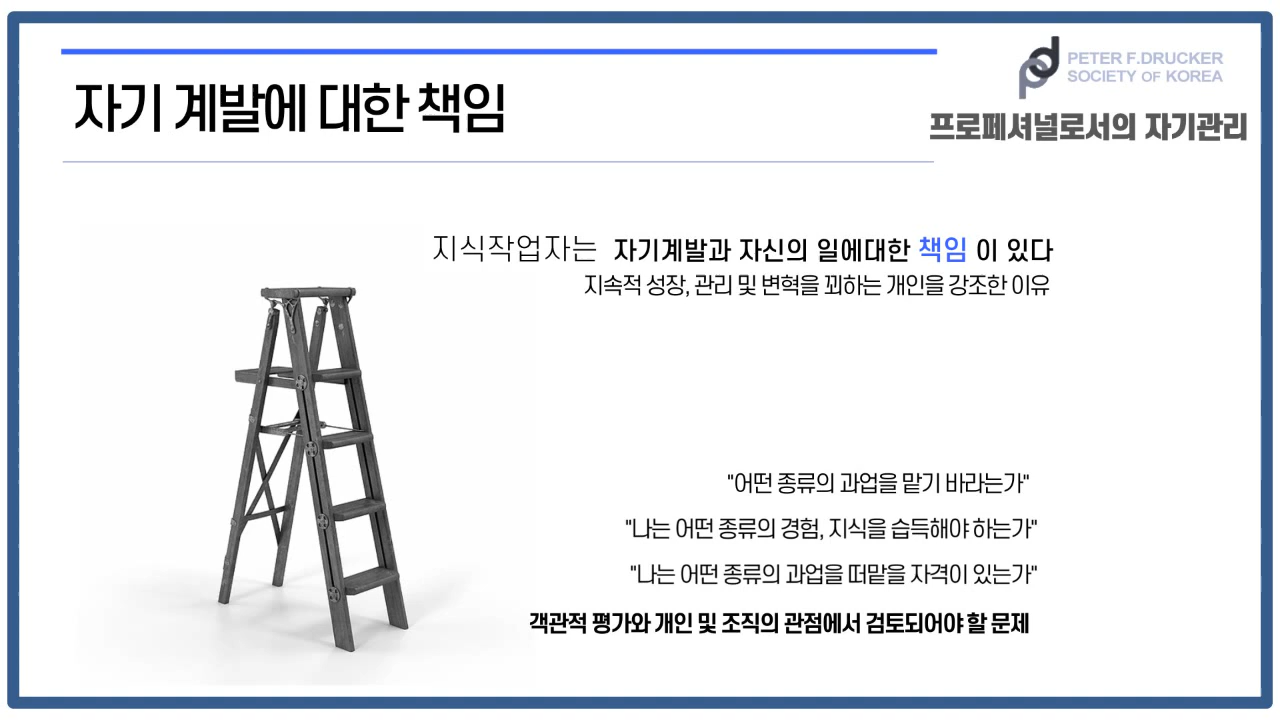 PETER F.DRUCKER
SOCIETY OF KOREA
프로페셔널로서의 자기관리
자기 계발에 대한 책임
지식작업자는 자기계발과 자신의 일에대한 책임 이 있다
지속적 성장, 관리 및 변혁을 꾀하는 개인을 강조한 이유
"어떤 종류의 과업을 맡기 바라는가"
"나는 어떤 종류의 경험, 지식을 습득해야 하는가"
"나는 어떤 종류의 과업을 떠맡을 자격이 있는가"
객관적 평가와 개인 및 조직의 관점에서 검토되어야 할 문제